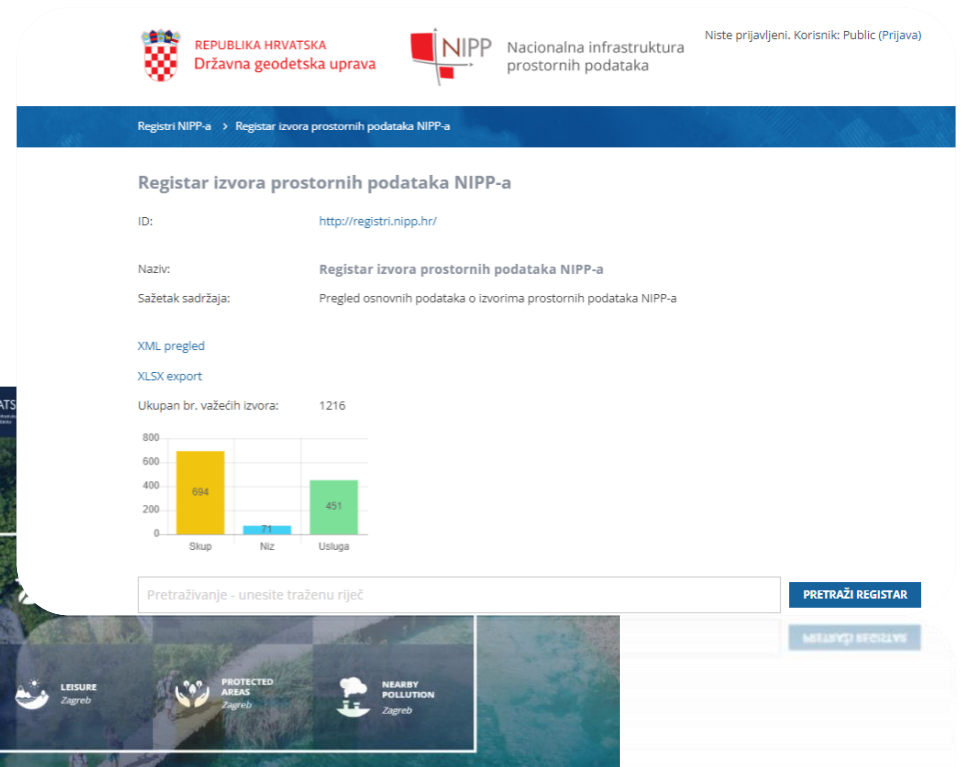 REPUBLIKA HRVATSKA
Državna geodetska uprava
NIPP
Nacionalna infrastruktura
prostornih podataka
Niste prijavljeni. Korisnik: Public (Prijava)
Registri NIPP-a > Registar izvora prostornih podataka NIPP-a
Registar izvora prostornih podataka NIPP-a
ID: http://registri.nipp.hr/
Naziv: Registar izvora prostornih podataka NIPP-a
Sažetak sadržaja: Pregled osnovnih podataka o izvorima prostornih podataka NIPP-a
XML pregled
XLSX export
Ukupan br. važećih izvora: 1216
800
600
400
200
0
694
71
451
Skup Niz Usluga
Pretraživanje - unesite traženu riječ
PRETRAŽI REGISTAR
PRETRAŽI REGISTAR
LEISURE
Zagreb
PROTECTED
AREAS
Zagreb
NEARBY
POLLUTION
Zagreb